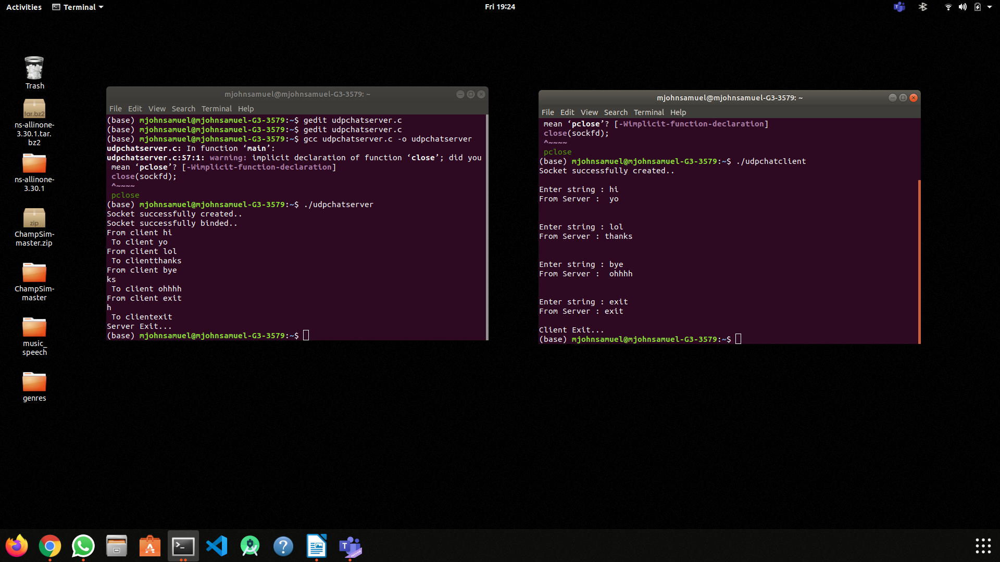 Activities Terminal Fri 19:24
Trash
tar.bz2
ns-allinone-
3.30.1.tar.
bz2
ns-allinone-
3.30.1
zip
ChampSim-
master.zip
ChampSim-
master
music_
speech
genres
mjohnsamuel@mjohnsamuel-G3-3579: ~
File Edit View Search Terminal Help
(base) mjohnsamuel@mjohnsamuel-G3-3579:~$ gedit udpchatserver.c
(base) mjohnsamuel@mjohnsamuel-G3-3579:~$ gedit udpchatserver.c
(base) mjohnsamuel@mjohnsamuel-G3-3579:~$ gcc udpchatserver.c -o udpchatserver
udpchatserver.c: In function ‘main’:
udpchatserver.c:57:1: warning: implicit declaration of function ‘close’; did you
 mean ‘pclose’? [-Wimplicit-function-declaration]
 close(sockfd);
 ^~~~~
 pclose
(base) mjohnsamuel@mjohnsamuel-G3-3579:~$ ./udpchatserver
Socket successfully created..
Socket successfully binded..
From client hi
 To client yo
From client lol
 To clientthanks
From client bye
ks
 To client ohhhh
From client exit
h
 To clientexit
Server Exit...
(base) mjohnsamuel@mjohnsamuel-G3-3579:~$
mjohnsamuel@mjohnsamuel-G3-3579: ~
File Edit View Search Terminal Help
 mean ‘pclose’? [-Wimplicit-function-declaration]
 close(sockfd);
 ^~~~~
 pclose
(base) mjohnsamuel@mjohnsamuel-G3-3579:~$ ./udpchatclient
Socket successfully created..
Enter string : hi
From Server :  yo
Enter string : lol
From Server : thanks
Enter string : bye
From Server :  ohhhh
Enter string : exit
From Server : exit
Client Exit...
(base) mjohnsamuel@mjohnsamuel-G3-3579:~$